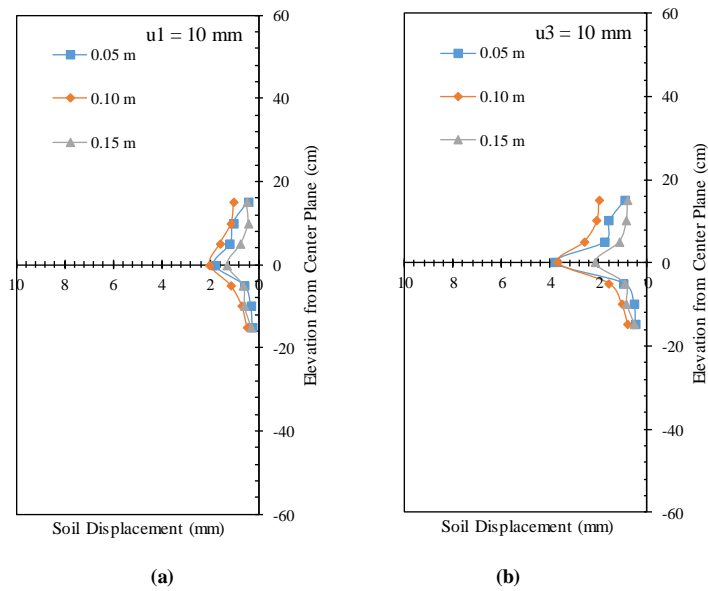 u1 = 10 mm
0.05 m
0.10 m
0.15 m
60
40
20
0
-20
-40
-60
10
8
6
4
2
0
Elevation from Center Plane (cm)
Soil Displacement (mm)
(a)
u3 = 10 mm
0.05 m
0.10 m
0.15 m
60
40
20
0
-20
-40
-60
10
8
6
4
2
0
Elevation from Center Plane (cm)
Soil Displacement (mm)
(b)